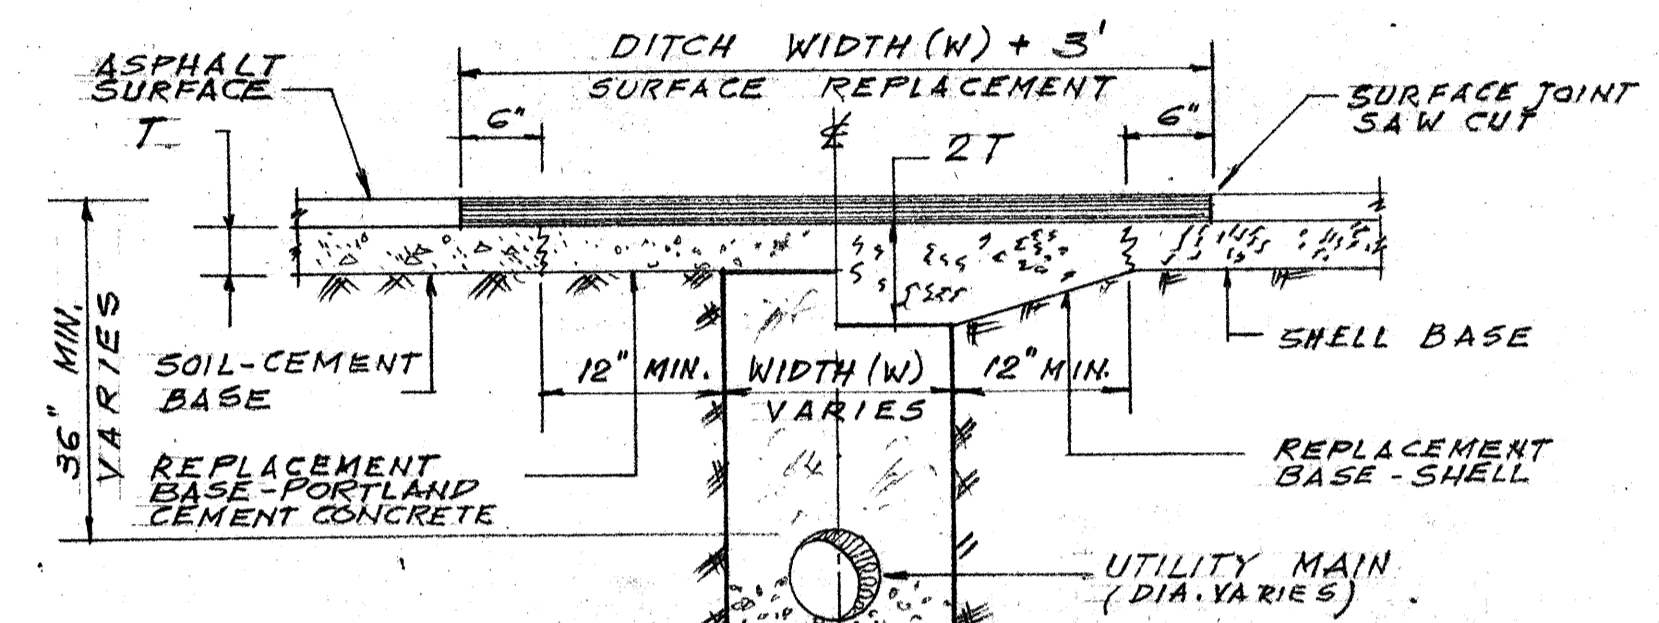 DITCH WIDTH (W) + 3'
SURFACE REPLACEMENT
ASPHALT
SURFACE
T
6"
℄
2T
6"
SURFACE JOINT
SAW CUT
36" MIN.
VARIES
SOIL-CEMENT
BASE
12" MIN.
WIDTH (W)
VARIES
12" MIN.
SHELL BASE
REPLACEMENT
BASE-PORTLAND
CEMENT CONCRETE
REPLACEMENT
BASE - SHELL
UTILITY MAIN
(DIA. VARIES)